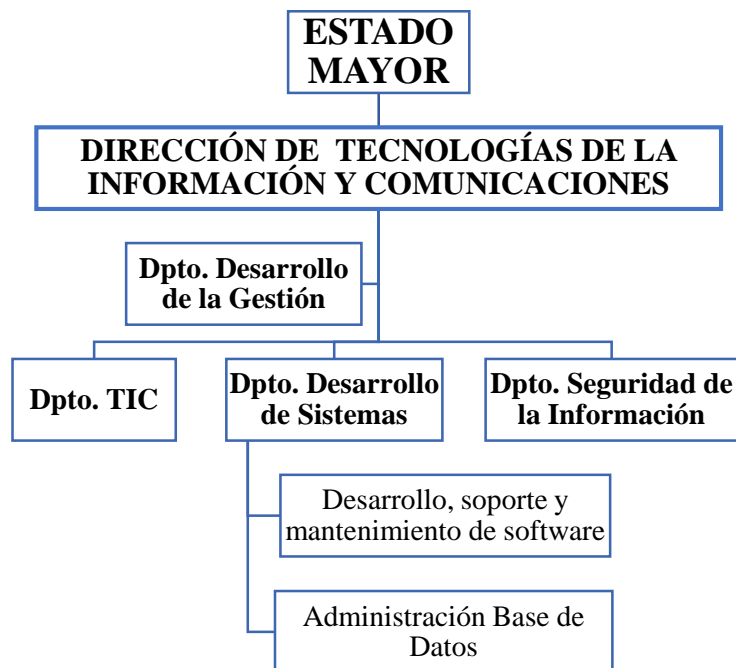 ESTADO
MAYOR
DIRECCIÓN DE TECNOLOGÍAS DE LA
INFORMACIÓN Y COMUNICACIONES
Dpto. Desarrollo
de la Gestión
Dpto. TIC
Dpto. Desarrollo
de Sistemas
Dpto. Seguridad de
la Información
Desarrollo, soporte y
mantenimiento de software
Administración Base de
Datos